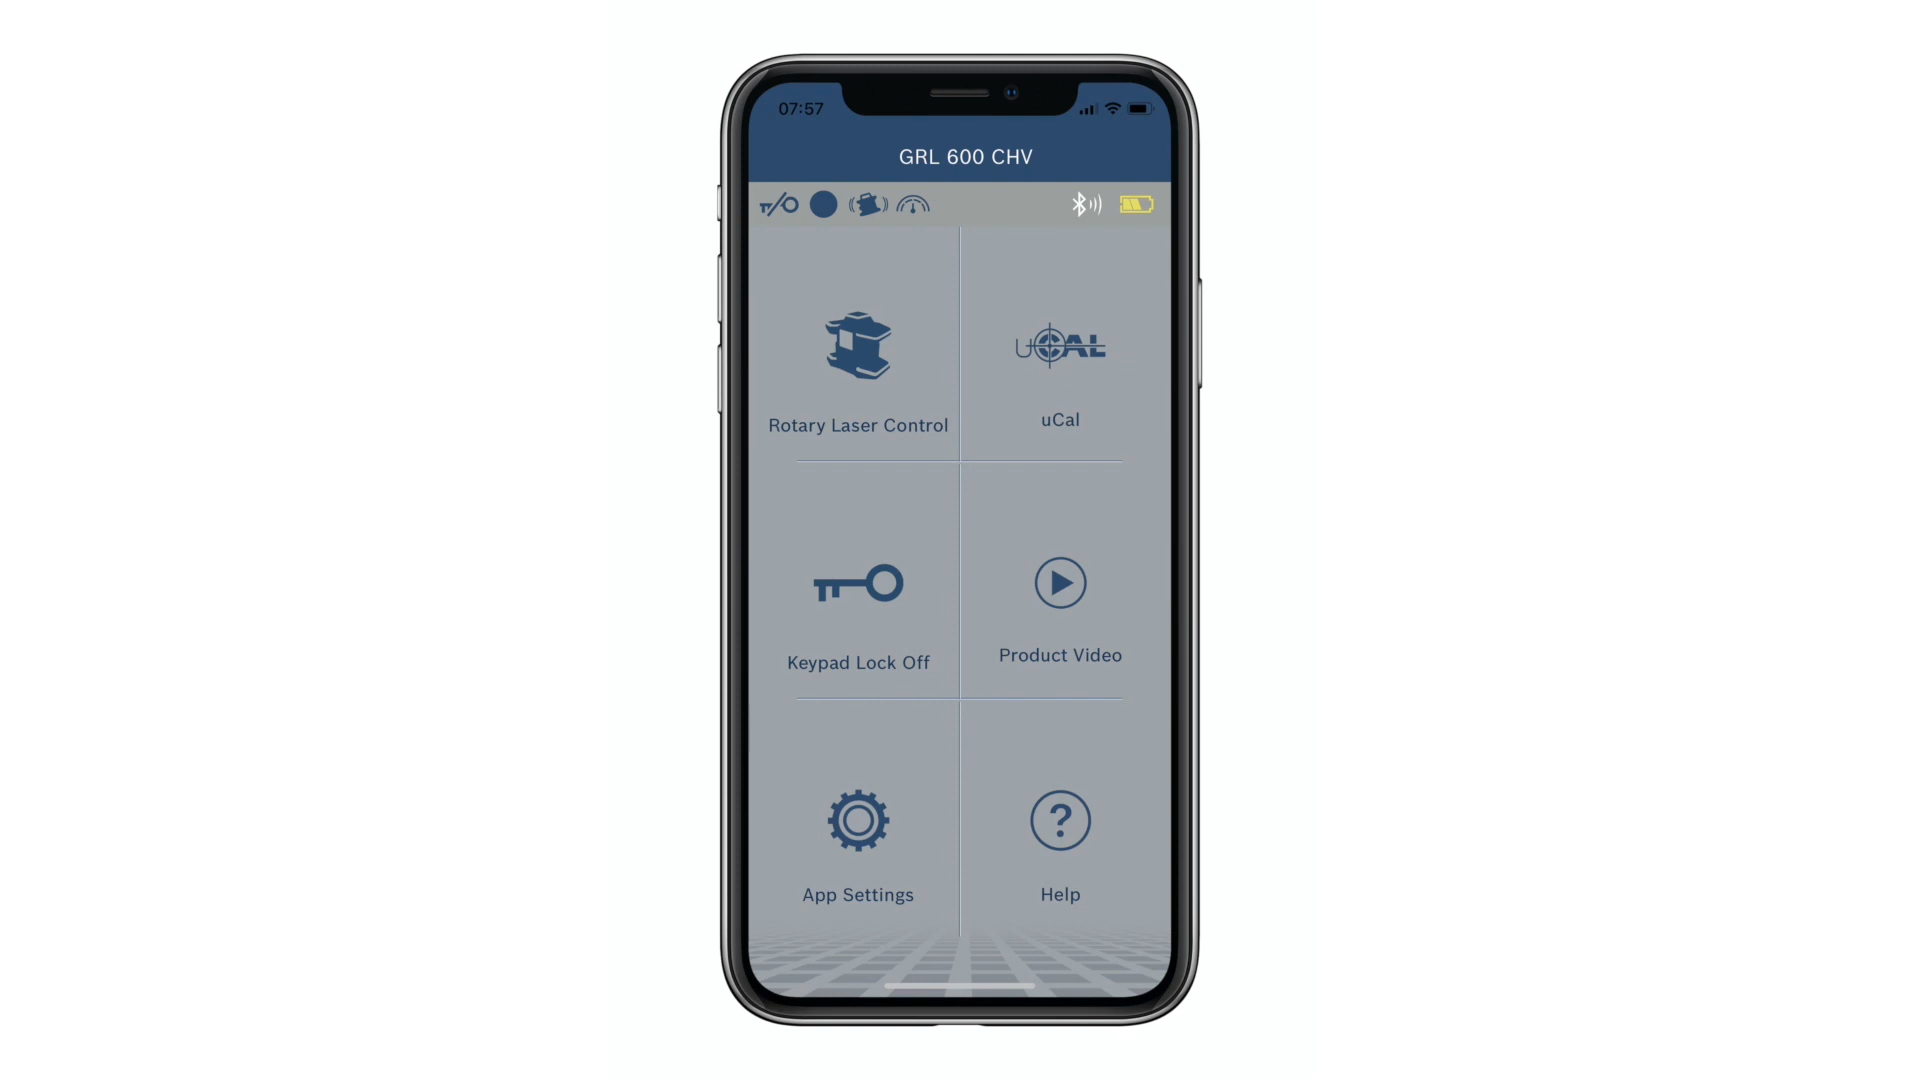 07:57
GRL 600 CHV
uCAL
Rotary Laser Control
uCal
Keypad Lock Off
Product Video
?
App Settings
Help